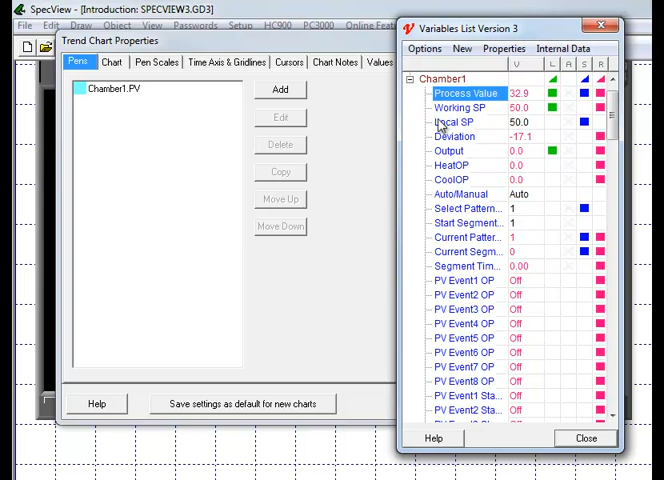 SpecView - [Introduction: SPECVIEW3.GD3]
File Edit Draw Object View Passwords Setup HC900 PC3000 Online Featu
Trend Chart Properties
Pens Chart Pen Scales Time Axis & Gridlines Cursors Chart Notes Values
Chamber1.PV
Add
Edit
Delete
Copy
Move Up
Move Down
Help
Save settings as default for new charts
Variables List Version 3
Options New Properties Internal Data
V L A S R
Chamber1
Process Value 32.9
Working SP 50.0
Local SP 50.0
Deviation -17.1
Output 0.0
HeatOP 0.0
CoolOP 0.0
Auto/Manual Auto
Select Pattern... 1
Start Segment... 1
Current Patter... 1
Current Segm... 0
Segment Tim... 0.00
PV Event1 OP Off
PV Event2 OP Off
PV Event3 OP Off
PV Event4 OP Off
PV Event5 OP Off
PV Event6 OP Off
PV Event7 OP Off
PV Event8 OP Off
PV Event1 Sta... Off
PV Event2 Sta... Off
Help
Close